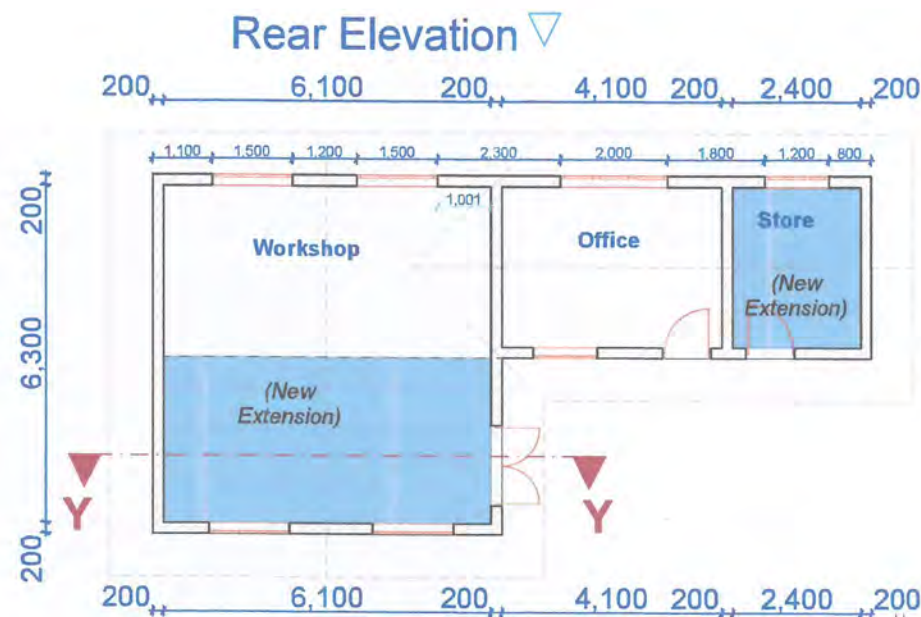 Rear Elevation
200 6,100 200 4,100 200 2,400 200
1,100 1.500 1.200 1,500 2,300 2,000 1.800 1,200 800
200
1,001
Store
Office
Workshop
(New
Extension)
6,300
(New
Extension)
Y Y
200
200 6,100 200 4,100 200 2,400 200